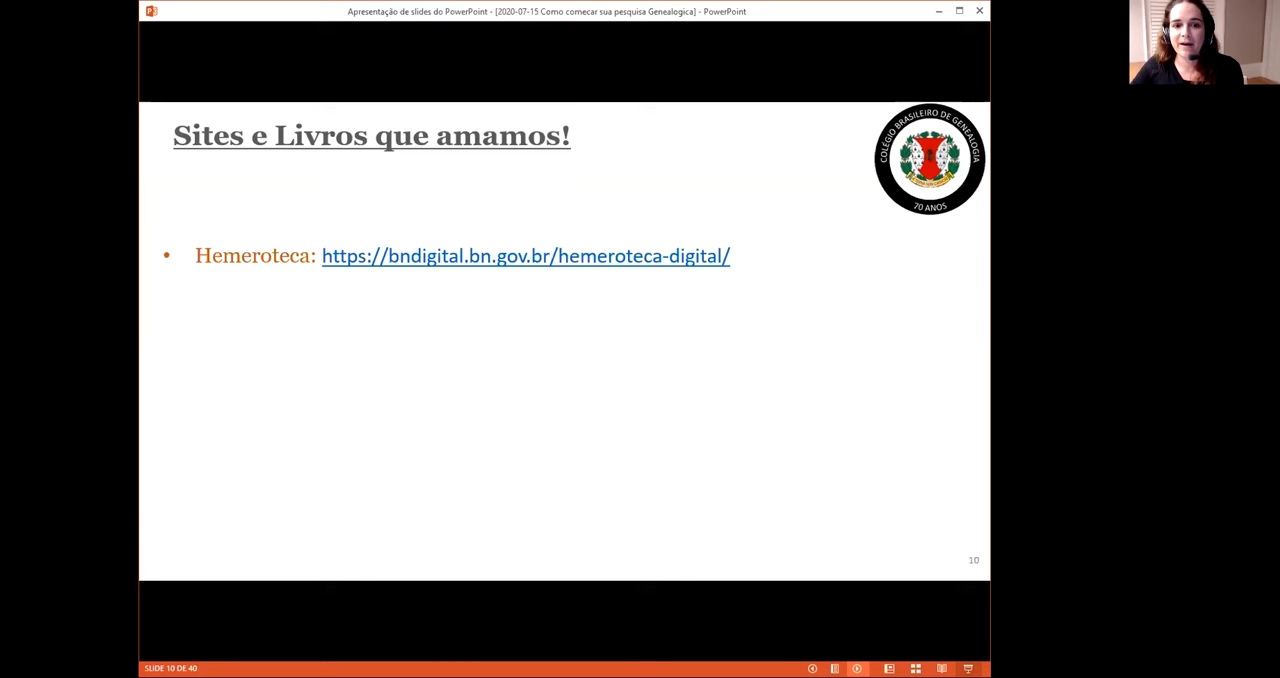 Apresentação de slides do PowerPoint - [2020-07-15 Como comecar sua pesquisa Genealogica] - PowerPoint
Sites e Livros que amamos!
COLÉGIO BRASILEIRO DE GENEALOGIA
70 ANOS
• Hemeroteca: https://bndigital.bn.gov.br/hemeroteca-digital/
10
SLIDE 10 DE 40